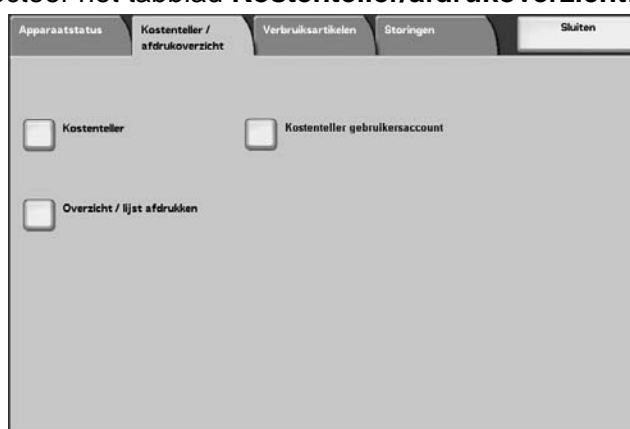 het tabblad Kostenteller/afdrukoverzicht.
Apparaatstatus
Kostenteller /
afdrukoverzicht
Verbruiksartikelen
Storingen
Sluiten
Kostenteller
Kostenteller gebruikersaccount
Overzicht / lijst afdrukken